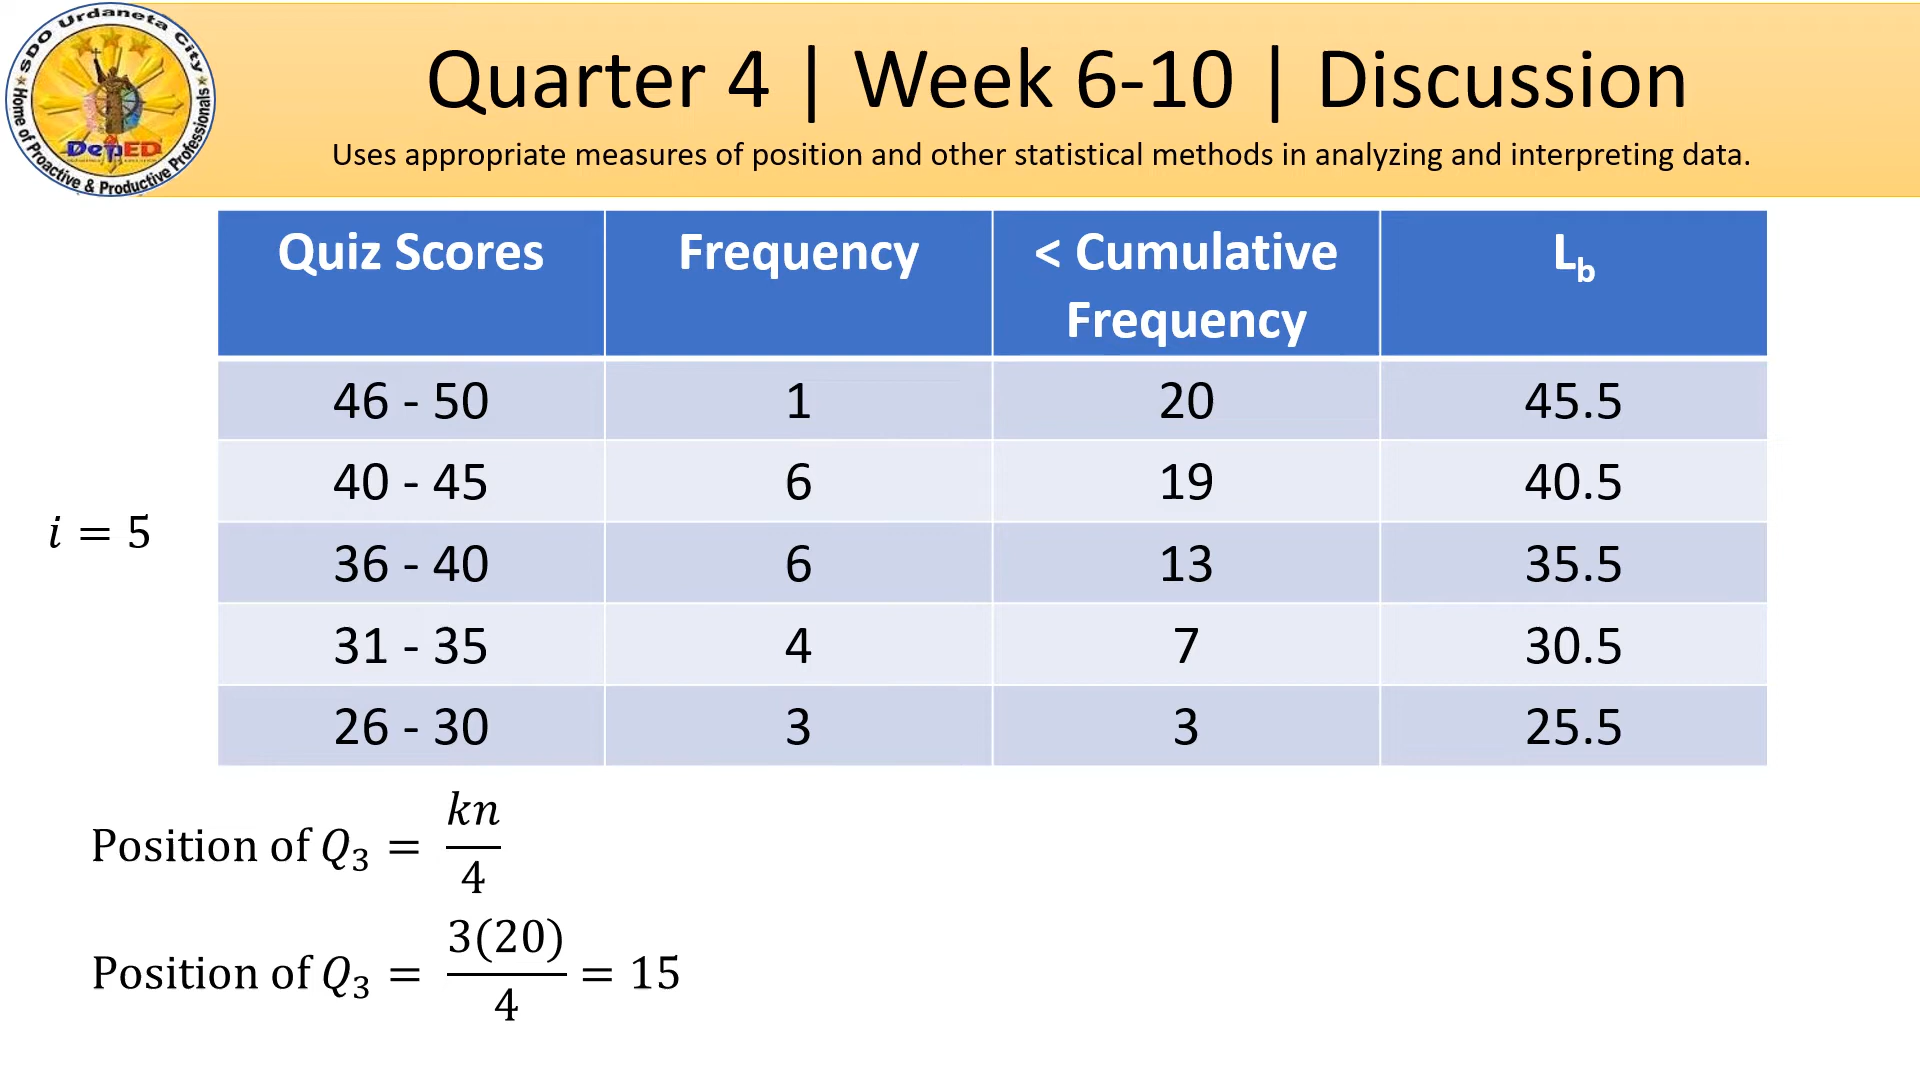 SDO Urdaneta City
DepED
Home of Proactive & Productive Professionals
Quarter 4 | Week 6-10 | Discussion
Uses appropriate measures of position and other statistical methods in analyzing and interpreting data.
Quiz Scores Frequency < Cumulative Frequency L_b
46 - 50 1 20 45.5
40 - 45 6 19 40.5
36 - 40 6 13 35.5
31 - 35 4 7 30.5
26 - 30 3 3 25.5
i = 5
Position of Q₃ = kn/4
Position of Q₃ = 3(20)/4 = 15